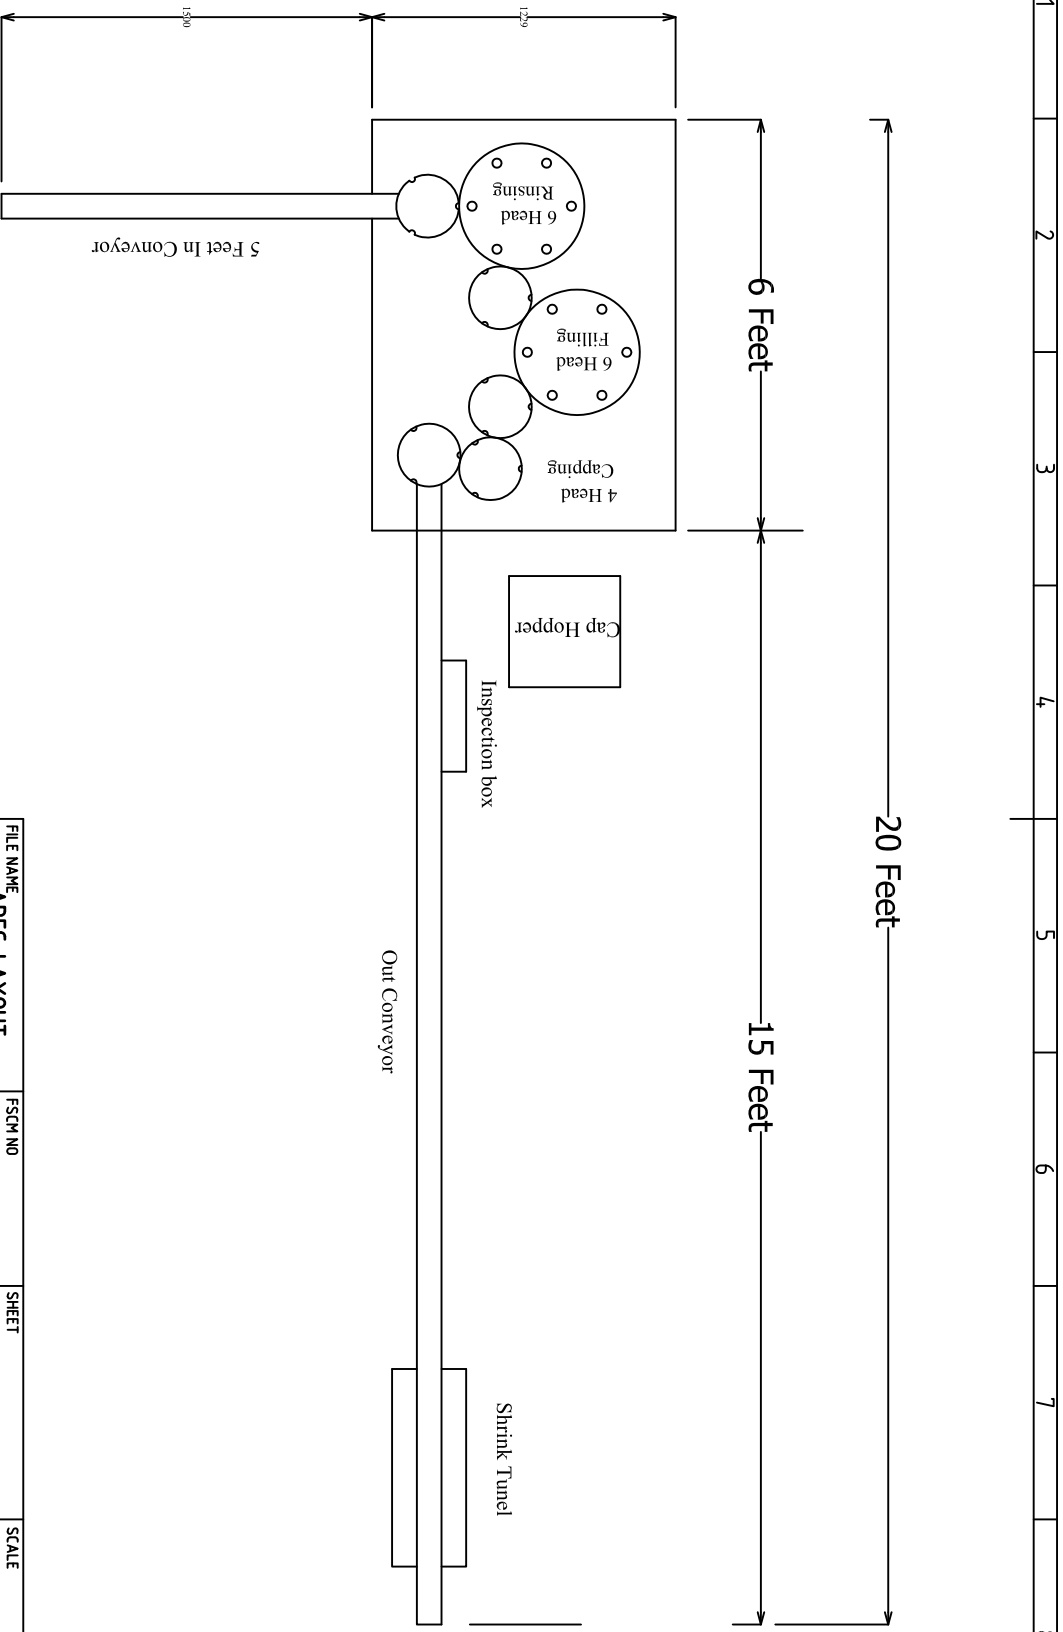 1
2
3
4
5
6
7
1500
1229
6 Head
Rinsing
6 Head
Filling
4 Head
Capping
5 Feet In Conveyor
6 Feet
Cap Hopper
Inspection box
20 Feet
15 Feet
Out Conveyor
Shrink Tunel
FILE NAME
LAYOUT
FSCM NO
SHEET
SCALE